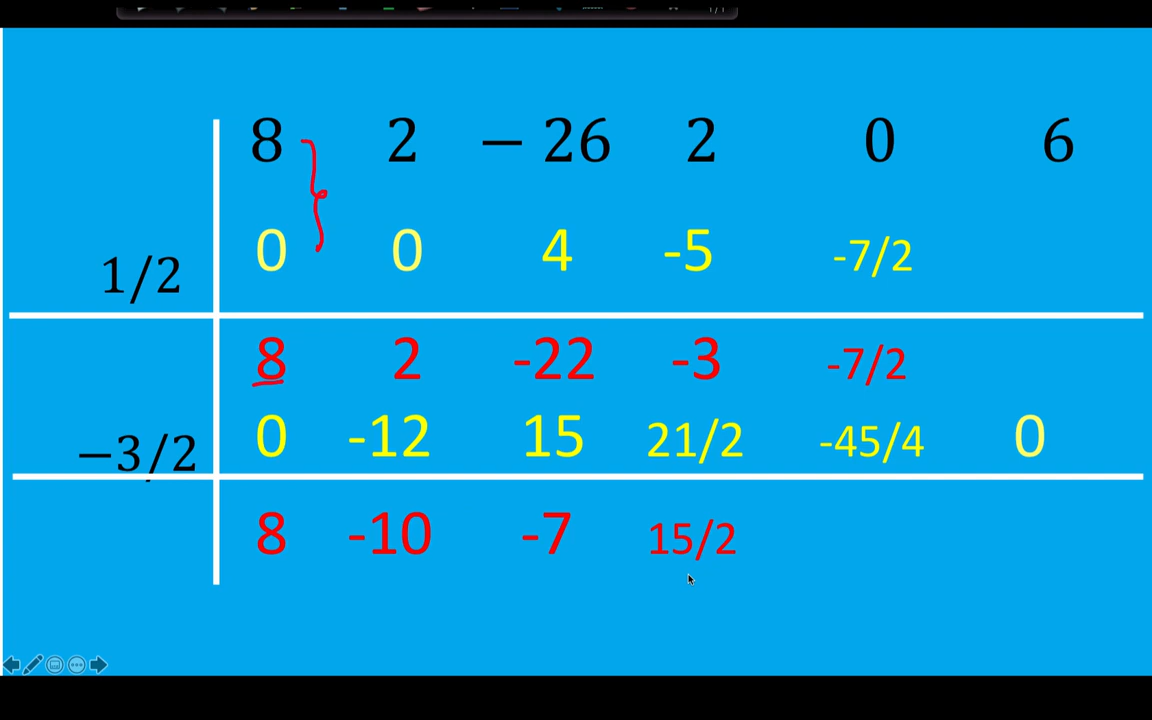 8 2 −26 2 0 6
1/2 0 0 4 -5 -7/2
8 2 -22 -3 -7/2
−3/2 0 -12 15 21/2 -45/4 0
8 -10 -7 15/2